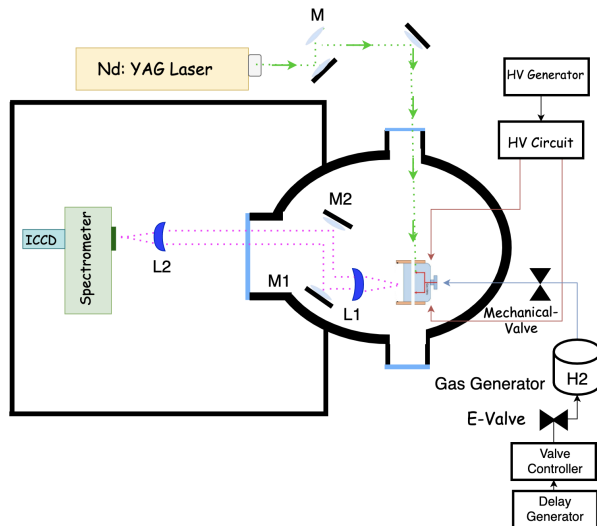 M
Nd: YAG Laser
HV Generator
HV Circuit
M2
ICCD
Spectrometer
L2
M1
L1
Mechanical-
Valve
Gas Generator
H2
E-Valve
Valve
Controller
Delay
Generator